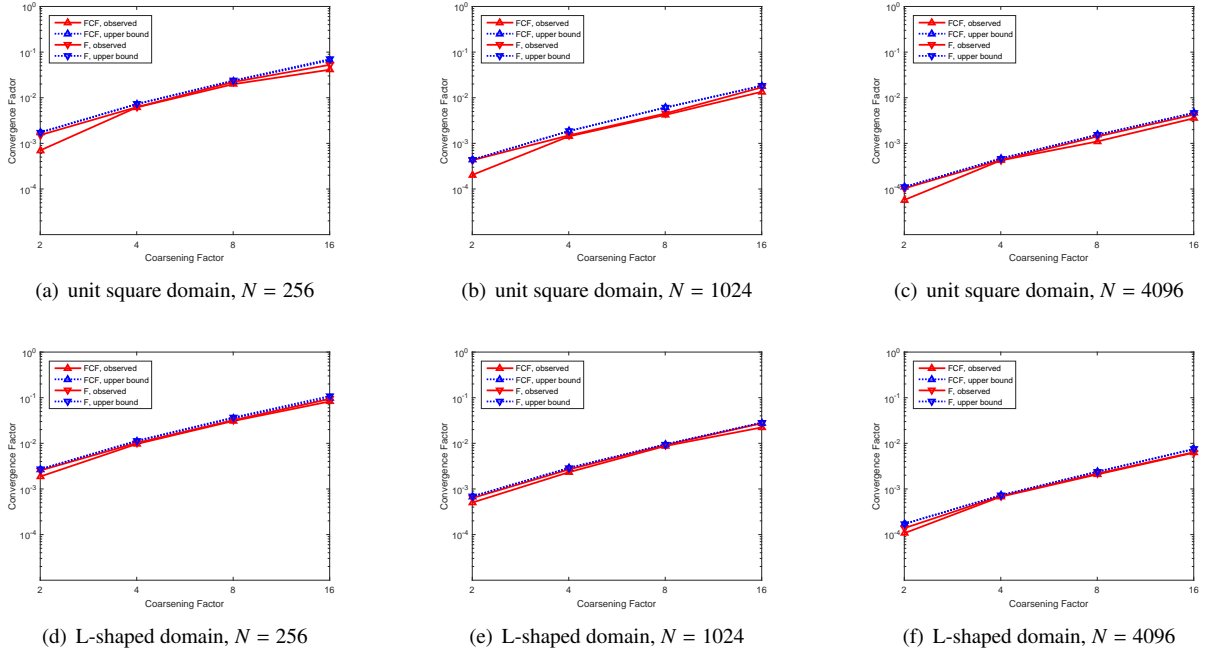 10^0
10^-1
10^-2
10^-3
10^-4
Convergence Factor
FCF, observed
FCF, upper bound
F, observed
F, upper bound
2 4 8 16
Coarsening Factor
(a) unit square domain, N = 256
10^0
10^-1
10^-2
10^-3
10^-4
Convergence Factor
FCF, observed
FCF, upper bound
F, observed
F, upper bound
2 4 8 16
Coarsening Factor
(b) unit square domain, N = 1024
10^0
10^-1
10^-2
10^-3
10^-4
Convergence Factor
FCF, observed
FCF, upper bound
F, observed
F, upper bound
2 4 8 16
Coarsening Factor
(c) unit square domain, N = 4096
10^0
10^-1
10^-2
10^-3
10^-4
Convergence Factor
FCF, observed
FCF, upper bound
F, observed
F, upper bound
2 4 8 16
Coarsening Factor
(d) L-shaped domain, N = 256
10^0
10^-1
10^-2
10^-3
10^-4
Convergence Factor
FCF, observed
FCF, upper bound
F, observed
F, upper bound
2 4 8 16
Coarsening Factor
(e) L-shaped domain, N = 1024
10^0
10^-1
10^-2
10^-3
10^-4
Convergence Factor
FCF, observed
FCF, upper bound
F, observed
F, upper bound
2 4 8 16
Coarsening Factor
(f) L-shaped domain, N = 4096